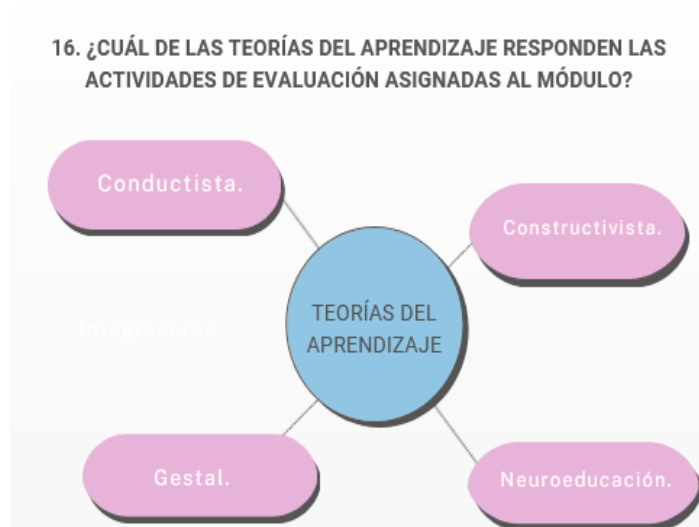 16. ¿CUÁL DE LAS TEORÍAS DEL APRENDIZAJE RESPONDEN LAS
ACTIVIDADES DE EVALUACIÓN ASIGNADAS AL MÓDULO?
Conductista.
Constructivista.
TEORÍAS DEL
APRENDIZAJE
Gestal.
Neuroeducación.